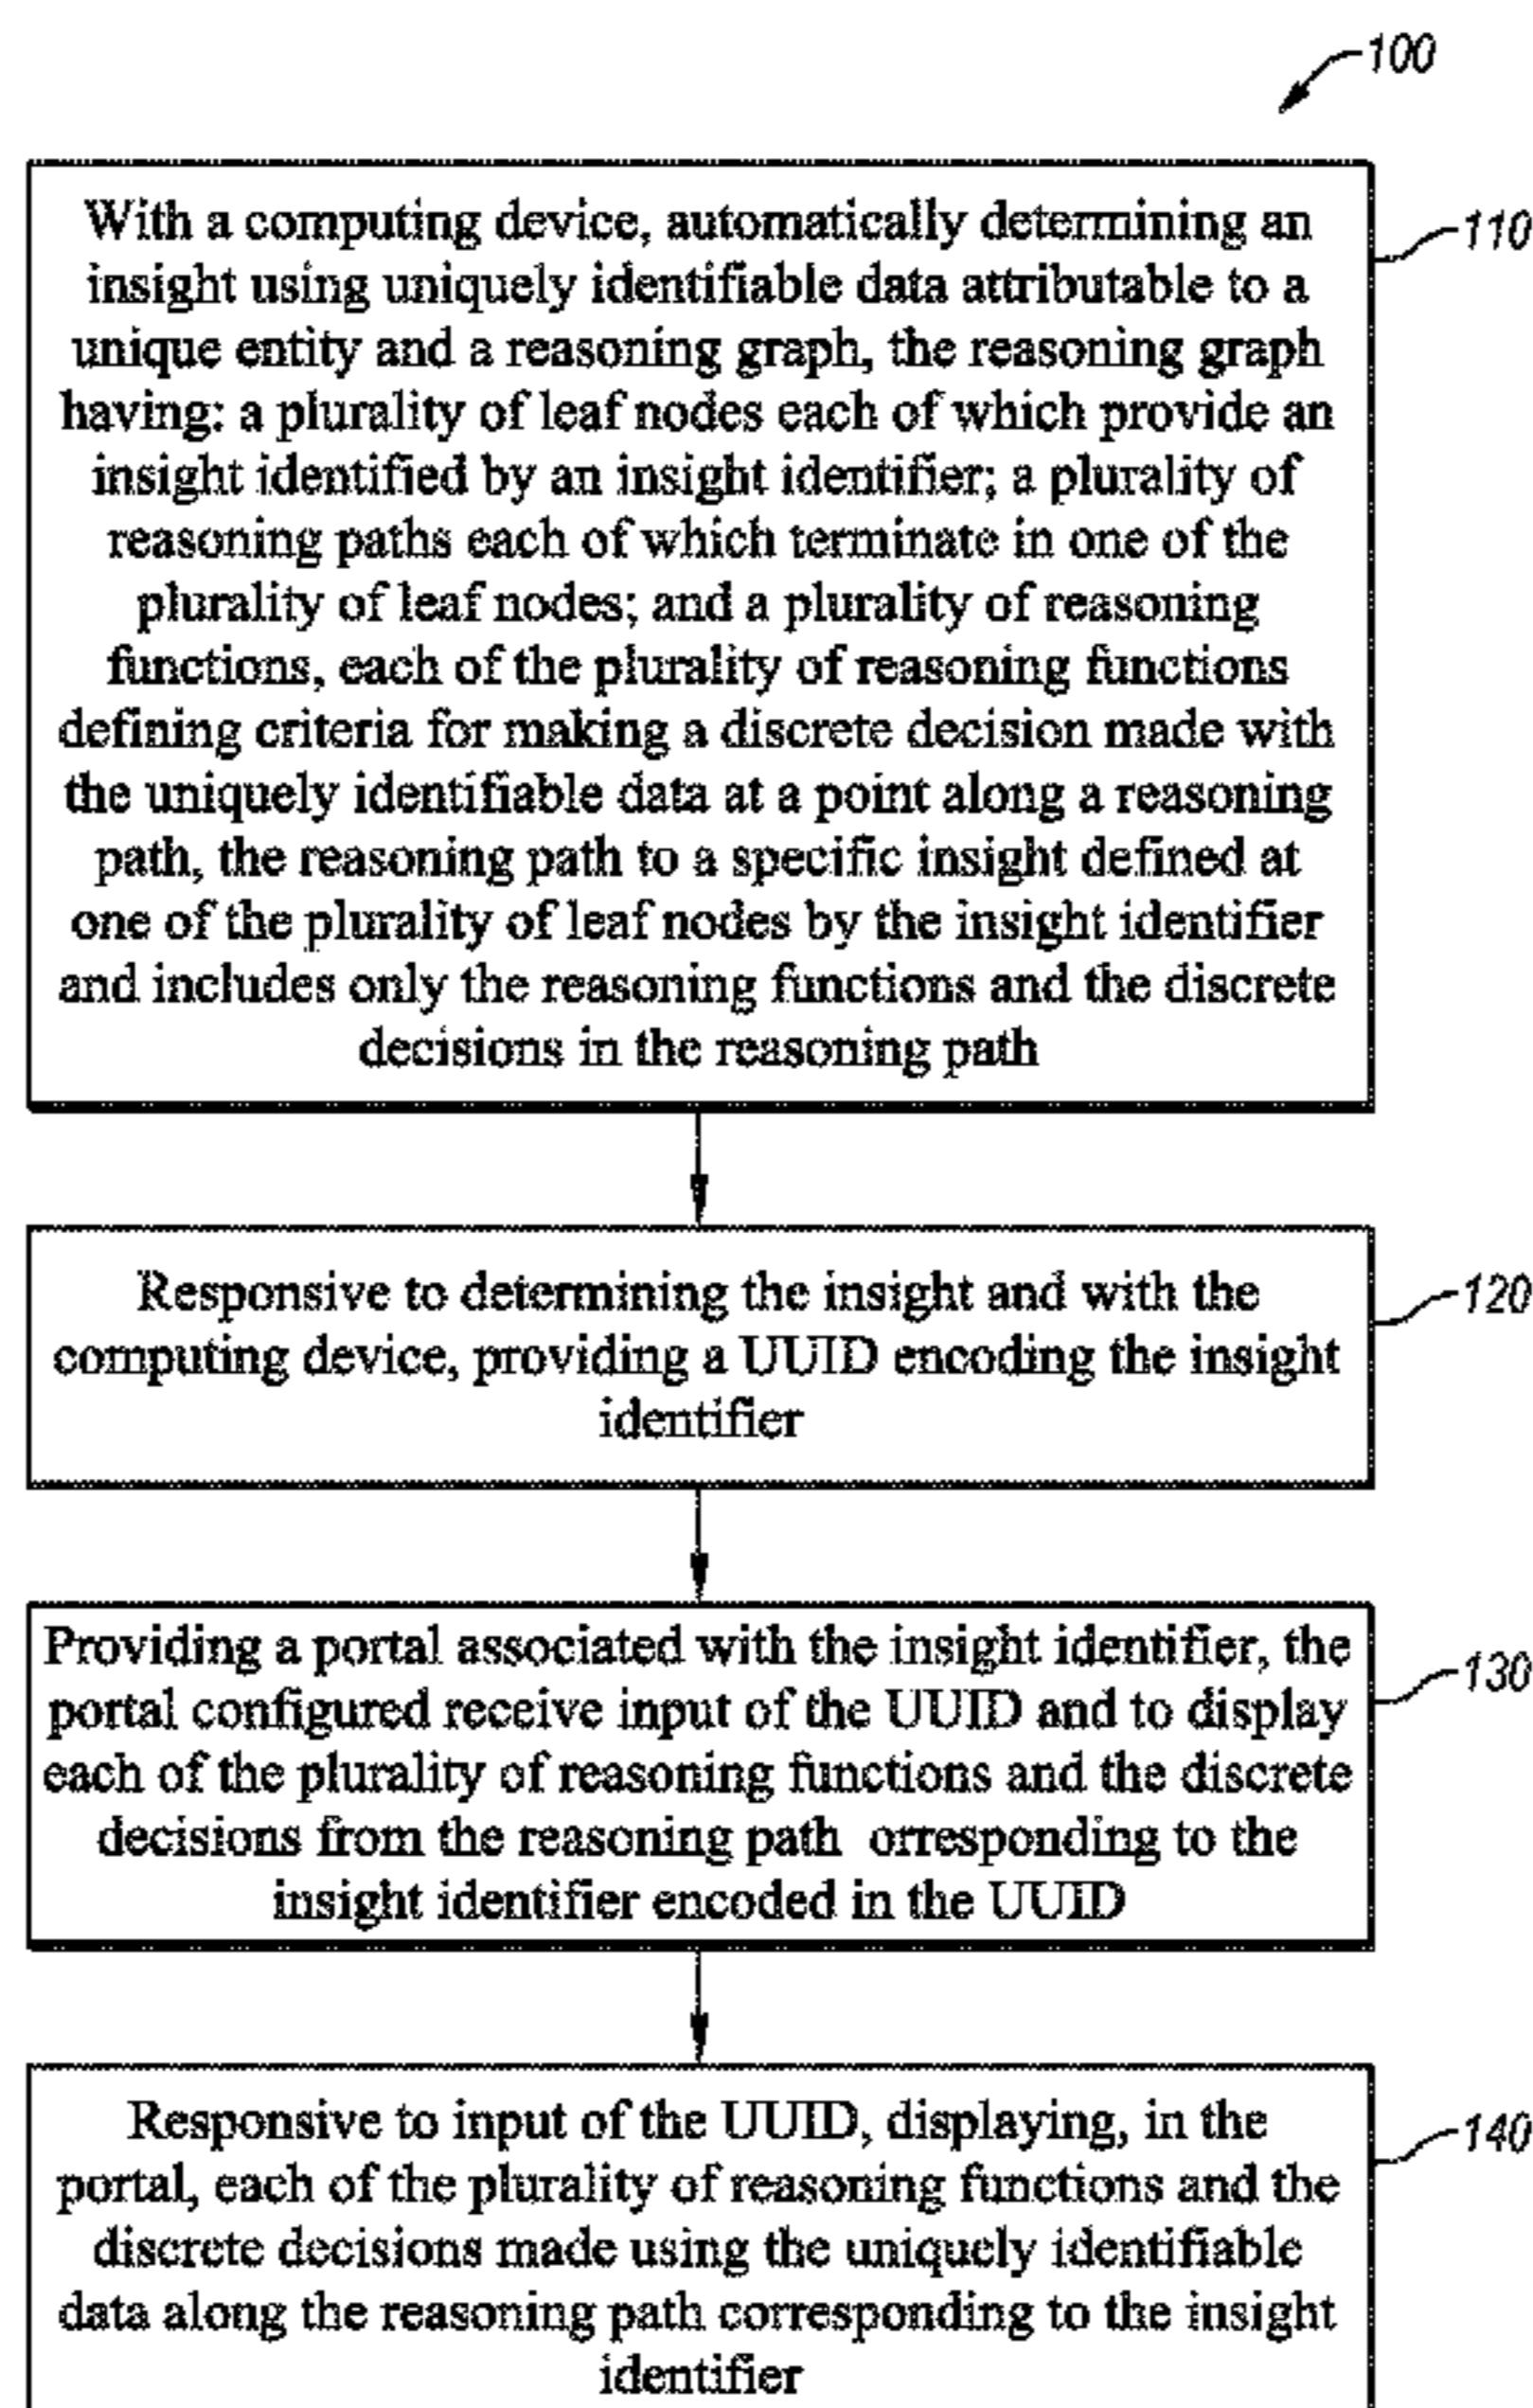 100
With a computing device, automatically determining an
insight using uniquely identifiable data attributable to a
unique entity and a reasoning graph, the reasoning graph
having: a plurality of leaf nodes each of which provide an
insight identified by an insight identifier; a plurality of
reasoning paths each of which terminate in one of the
plurality of leaf nodes; and a plurality of reasoning
functions, each of the plurality of reasoning functions
defining criteria for making a discrete decision made with
the uniquely identifiable data at a point along a reasoning
path, the reasoning path to a specific insight defined at
one of the plurality of leaf nodes by the insight identifier
and includes only the reasoning functions and the discrete
decisions in the reasoning path
110
Responsive to determining the insight and with the
computing device, providing a UUID encoding the insight
identifier
120
Providing a portal associated with the insight identifier, the
portal configured receive input of the UUID and to display
each of the plurality of reasoning functions and the discrete
decisions from the reasoning path orresponding to the
insight identifier encoded in the UUID
130
Responsive to input of the UUID, displaying, in the
portal, each of the plurality of reasoning functions and the
discrete decisions made using the uniquely identifiable
data along the reasoning path corresponding to the insight
identifier
140